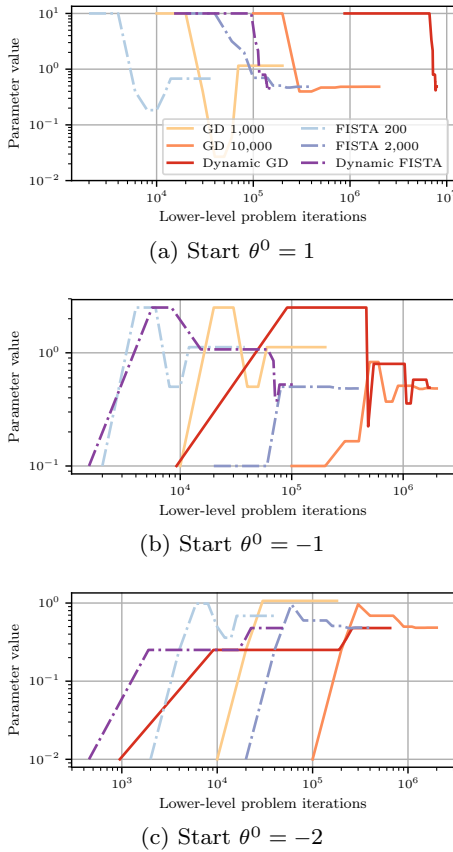 10¹
10⁰
10⁻¹
10⁻²
Parameter value
GD 1,000
GD 10,000
Dynamic GD
FISTA 200
FISTA 2,000
Dynamic FISTA
10⁴
10⁵
10⁶
10⁷
Lower-level problem iterations
(a) Start θ⁰ = 1
10⁰
10⁻¹
Parameter value
10⁴
10⁵
10⁶
Lower-level problem iterations
(b) Start θ⁰ = −1
10⁰
10⁻¹
10⁻²
Parameter value
10³
10⁴
10⁵
10⁶
Lower-level problem iterations
(c) Start θ⁰ = −2